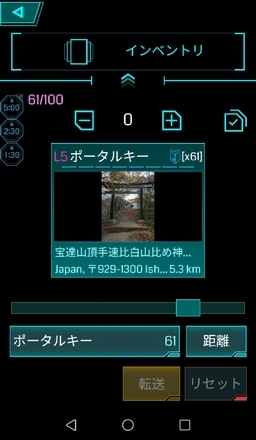 インベントリ
61/100
5:00
2:30
1:30
0
L5 ポータルキー [x61]
宝達山頂手速比白山比め神...
Japan, 〒929-1300 Ish... 5.3 km
ポータルキー 61
距離
転送
リセット